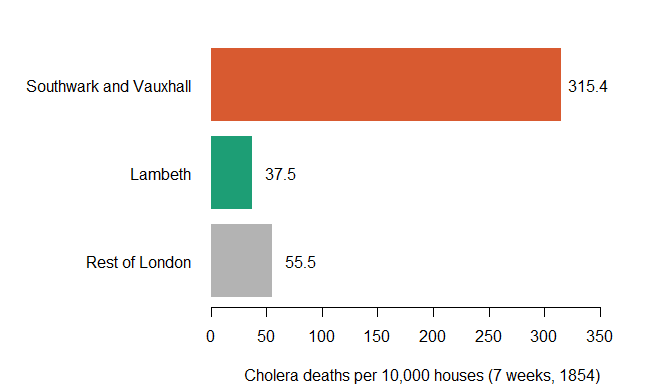 Southwark and Vauxhall
315.4
Lambeth
37.5
Rest of London
55.5
0 50 100 150 200 250 300 350
Cholera deaths per 10,000 houses (7 weeks, 1854)